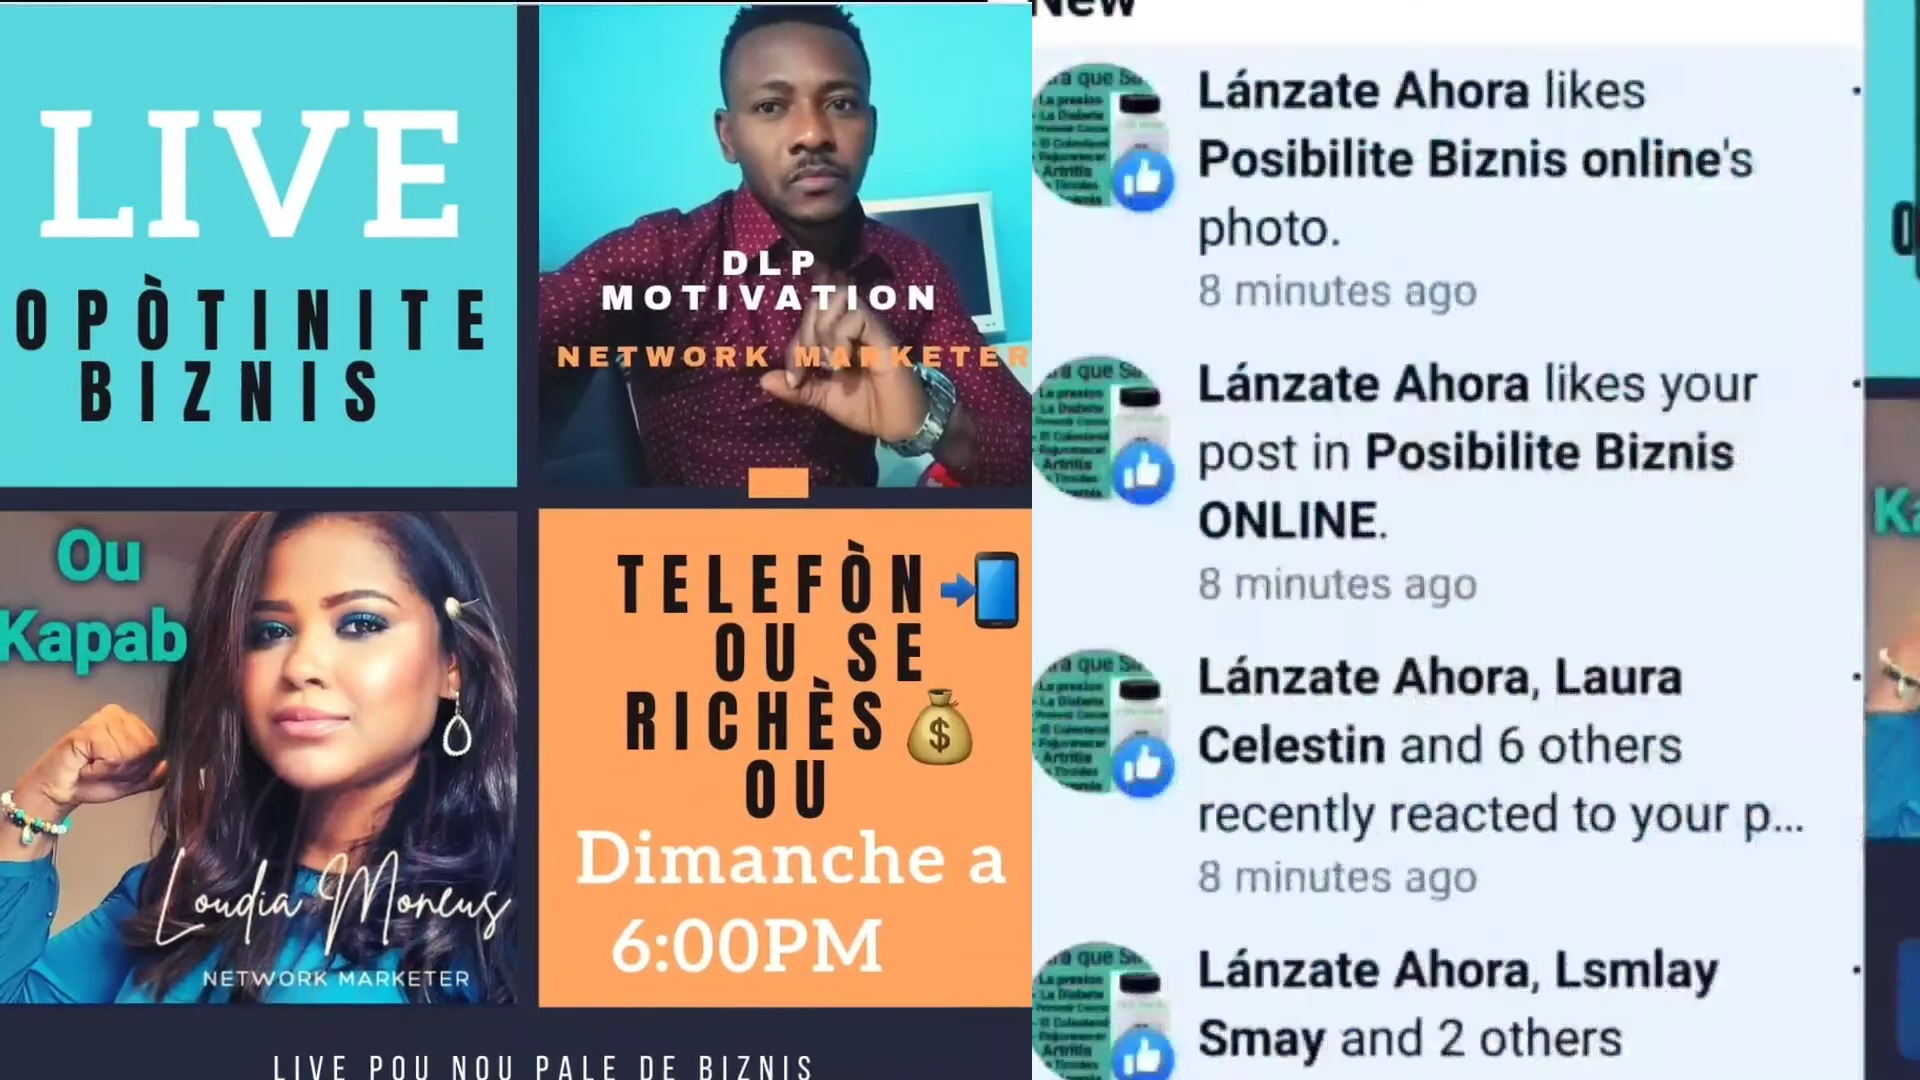 LIVE
OPÒTINITE
BIZNIS
DLP
MOTIVATION
NETWORK MARKETER
Ou
Kapab
Loudia Moncus
NETWORK MARKETER
TELEFÒN
OU SE
RICHÈS
OU
Dimanche a
6:00PM
LIVE POU NOU PALE DE BIZNIS
New
Lánzate Ahora likes
Posibilite Biznis online's
photo.
8 minutes ago
Lánzate Ahora likes your
post in Posibilite Biznis
ONLINE.
8 minutes ago
Lánzate Ahora, Laura
Celestin and 6 others
recently reacted to your p...
8 minutes ago
Lánzate Ahora, Lsmlay
Smay and 2 others
O
Ka